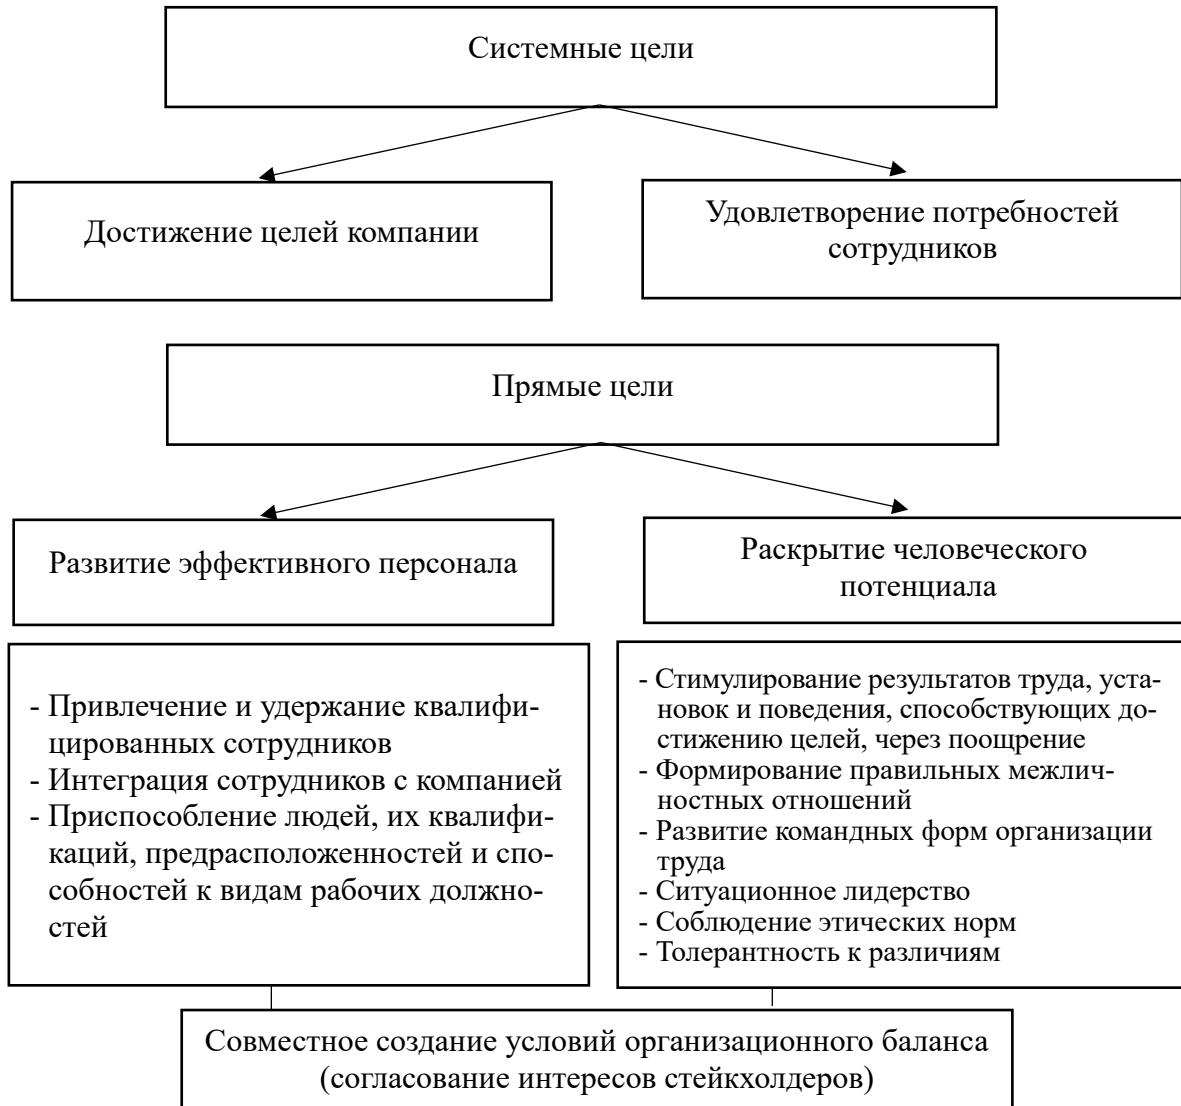 Системные цели
Достижение целей компании
Удовлетворение потребностей
сотрудников
Прямые цели
Развитие эффективного персонала
Раскрытие человеческого
потенциала
- Привлечение и удержание квалифи-
цированных сотрудников
- Интеграция сотрудников с компанией
- Приспособление людей, их квалифи-
каций, предрасположенностей и спо-
собностей к видам рабочих должно-
стей
- Стимулирование результатов труда, уста-
новок и поведения, способствующих до-
стижению целей, через поощрение
- Формирование правильных межлич-
ностных отношений
- Развитие командных форм организации
труда
- Ситуационное лидерство
- Соблюдение этических норм
- Толерантность к различиям
Совместное создание условий организационного баланса
(согласование интересов стейкхолдеров)